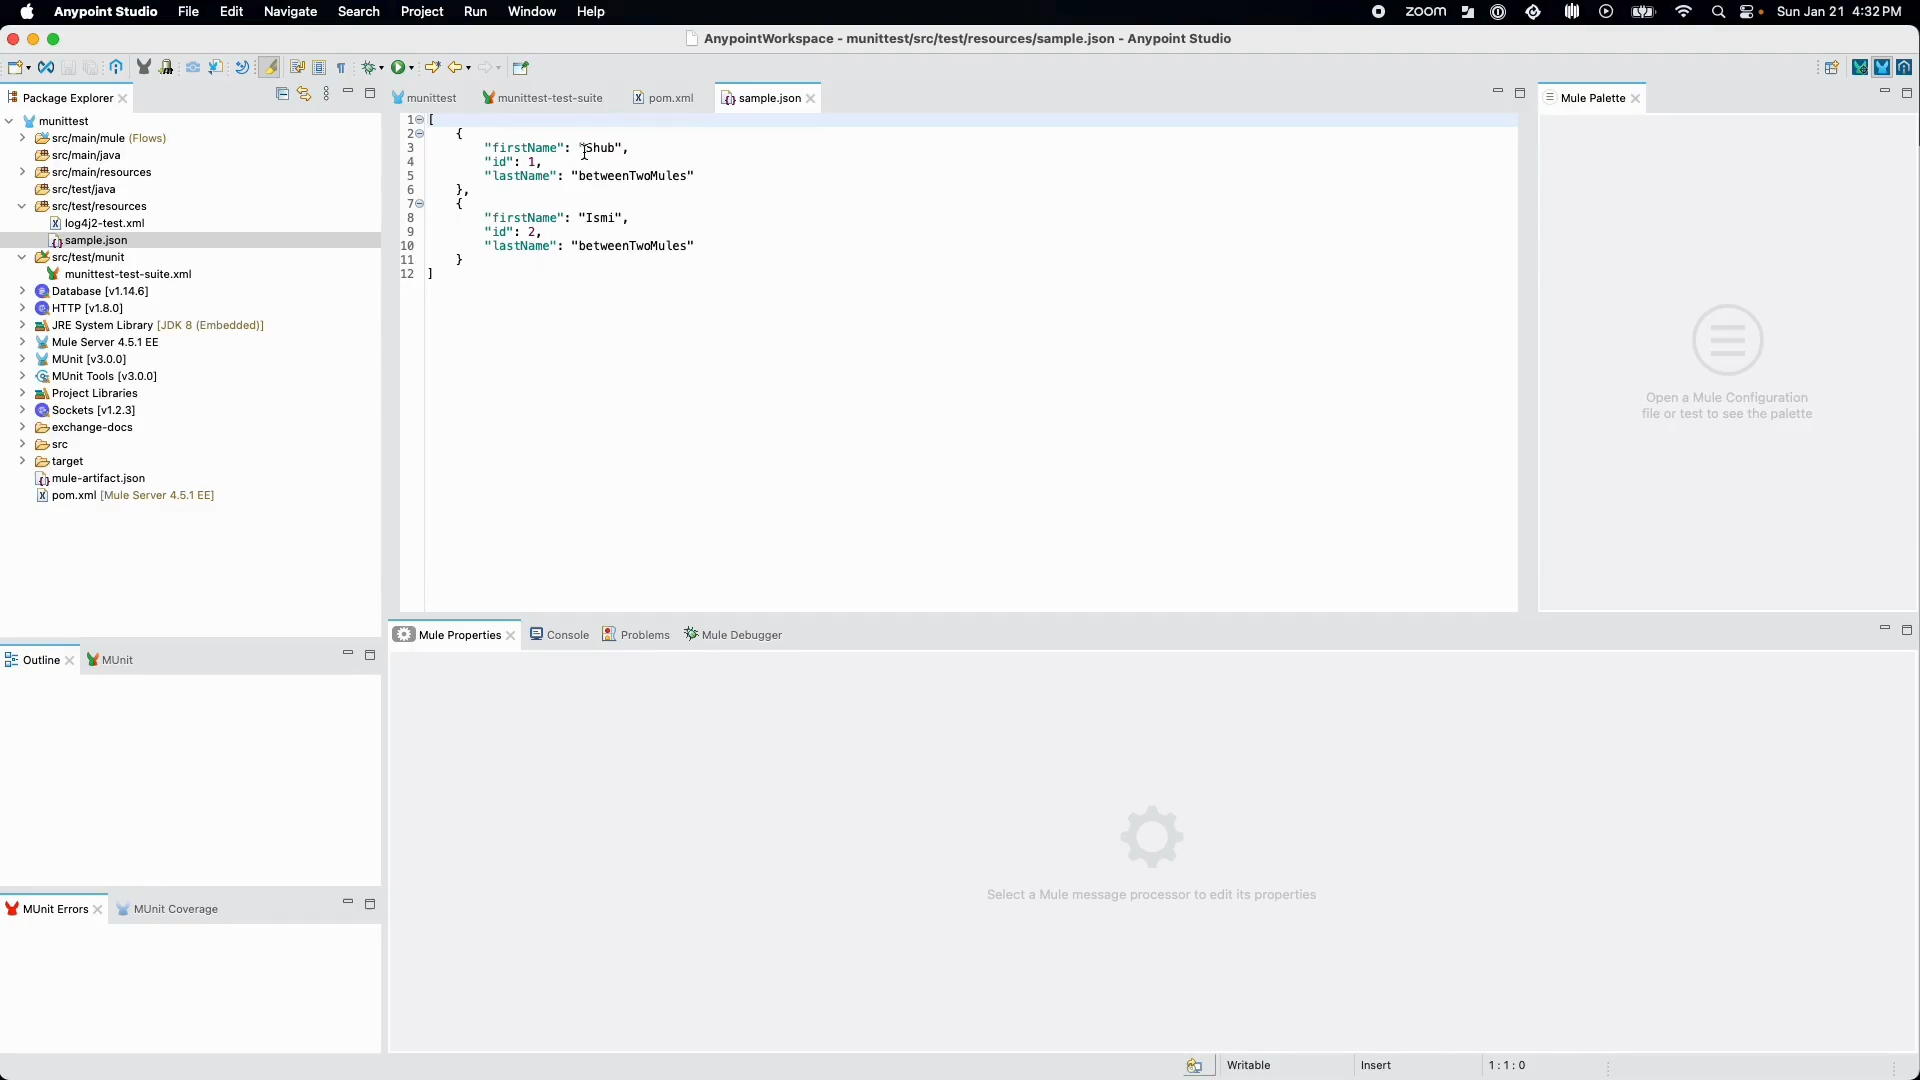 Anypoint Studio File Edit Navigate Search Project Run Window Help zoom Sun Jan 21 4:32 PM
AnypointWorkspace - munittest/src/test/resources/sample.json - Anypoint Studio
Package Explorer
munittest munittest-test-suite pom.xml sample.json
Mule Palette
munittest
src/main/mule (Flows)
src/main/java
src/main/resources
src/test/java
src/test/resources
log4j2-test.xml
sample.json
src/test/munit
munittest-test-suite.xml
Database [v1.14.6]
HTTP [v1.8.0]
JRE System Library [JDK 8 (Embedded)]
Mule Server 4.5.1 EE
MUnit [v3.0.0]
MUnit Tools [v3.0.0]
Project Libraries
Sockets [v1.2.3]
exchange-docs
src
target
mule-artifact.json
pom.xml [Mule Server 4.5.1 EE]
1 [
2 {
3 "firstName": "Shub",
4 "id": 1,
5 "lastName": "betweenTwoMules"
6 },
7 {
8 "firstName": "Ismi",
9 "id": 2,
10 "lastName": "betweenTwoMules"
11 }
12 ]
Open a Mule Configuration
file or test to see the palette
Outline MUnit
MUnit Errors MUnit Coverage
Mule Properties Console Problems Mule Debugger
Select a Mule message processor to edit its properties
Writable Insert 1 : 1 : 0